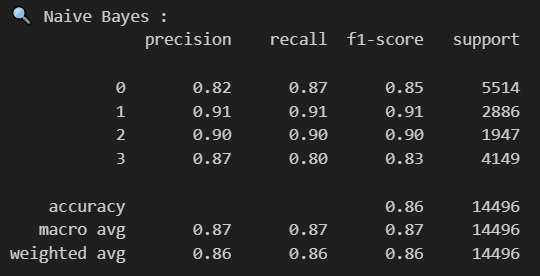 🔍 Naive Bayes :
              precision    recall  f1-score   support

           0       0.82      0.87      0.85      5514
           1       0.91      0.91      0.91      2886
           2       0.90      0.90      0.90      1947
           3       0.87      0.80      0.83      4149

    accuracy                           0.86     14496
   macro avg       0.87      0.87      0.87     14496
weighted avg       0.86      0.86      0.86     14496